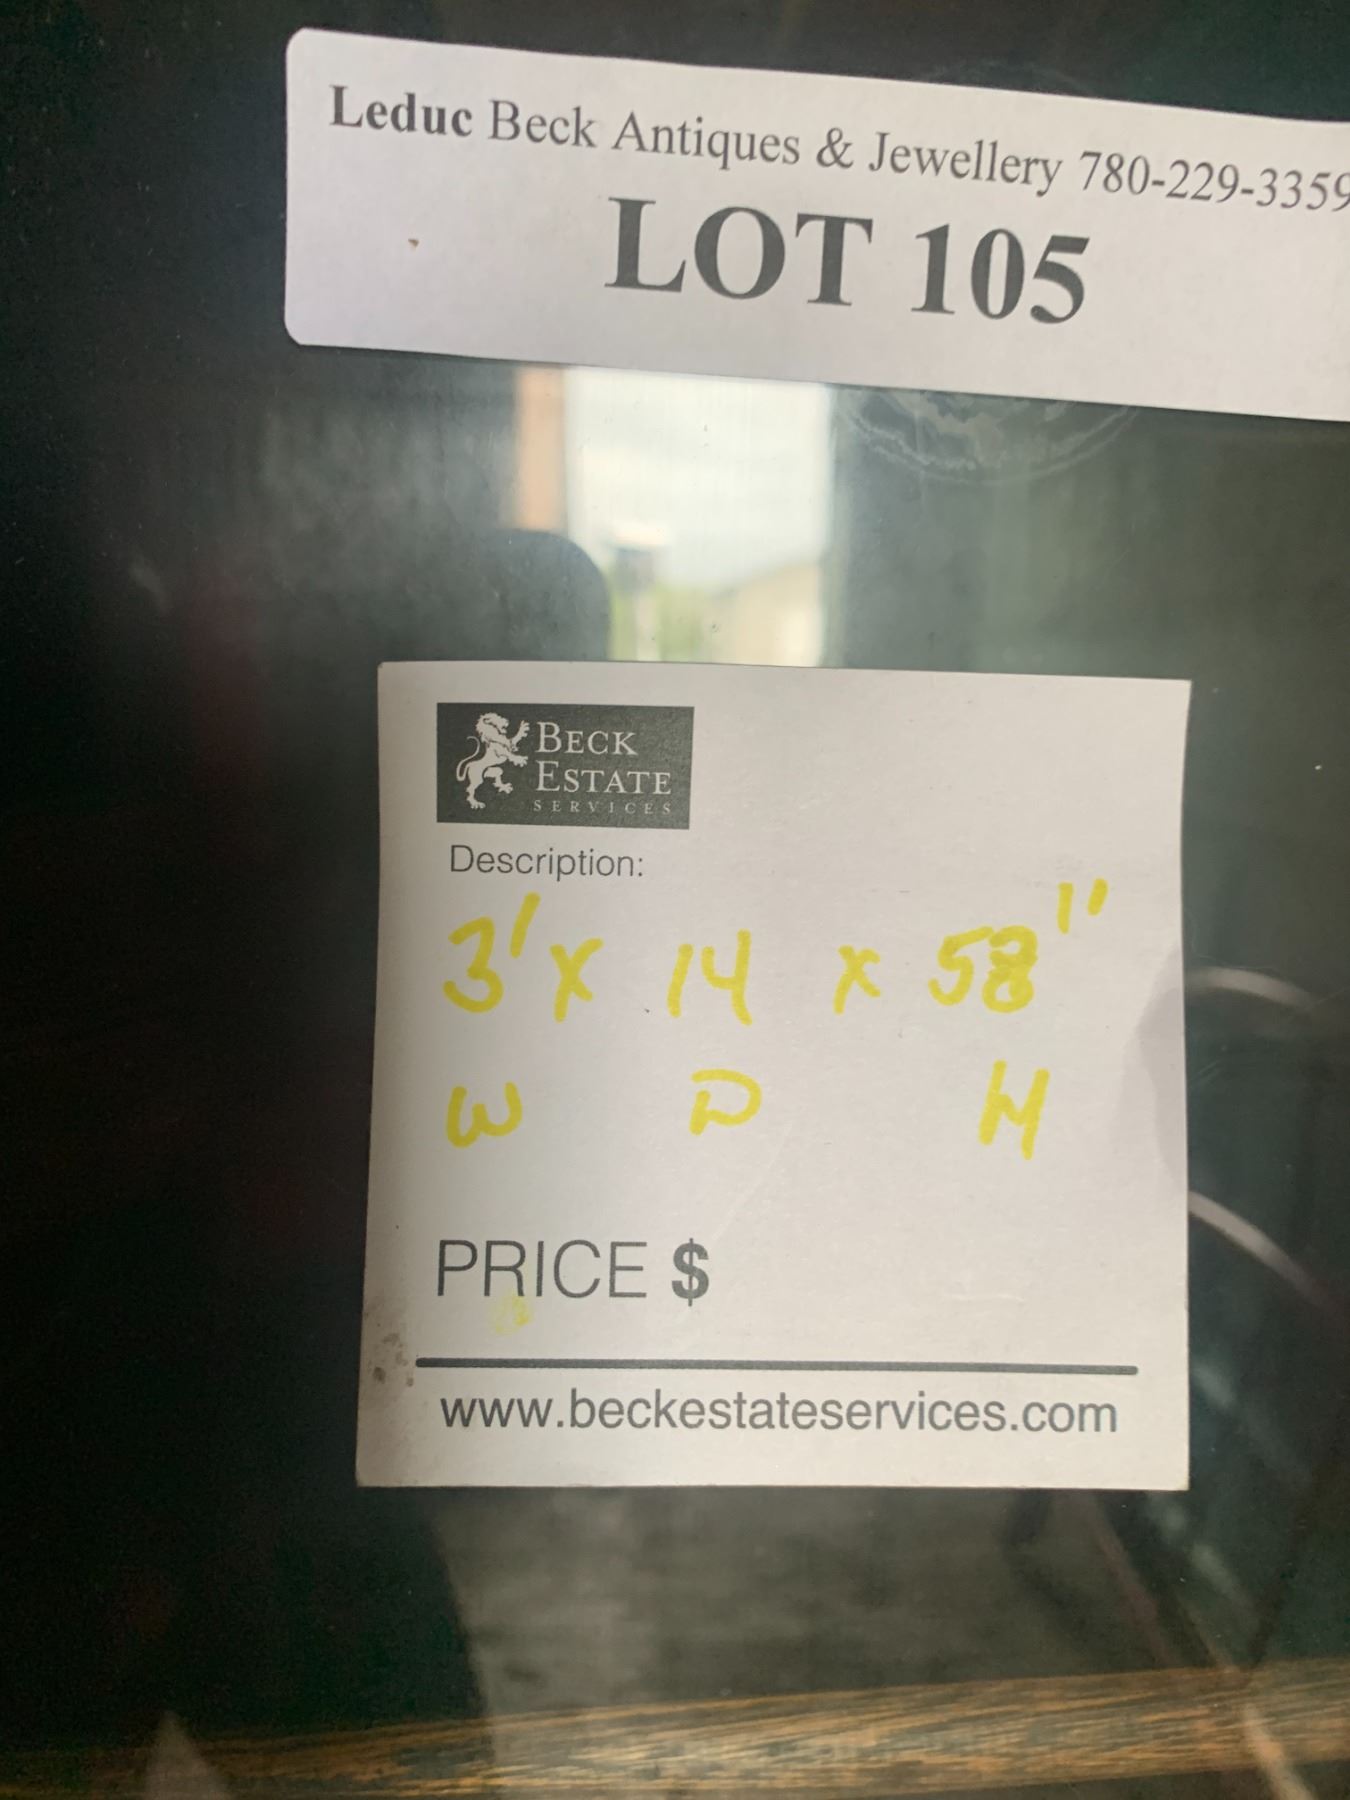 Leduc Beck Antiques & Jewellery 780-229-3359
LOT 105
BECK
ESTATE
SERVICES
Description:
3' x 14 x 58"
W D H
PRICE $
www.beckestateservices.com